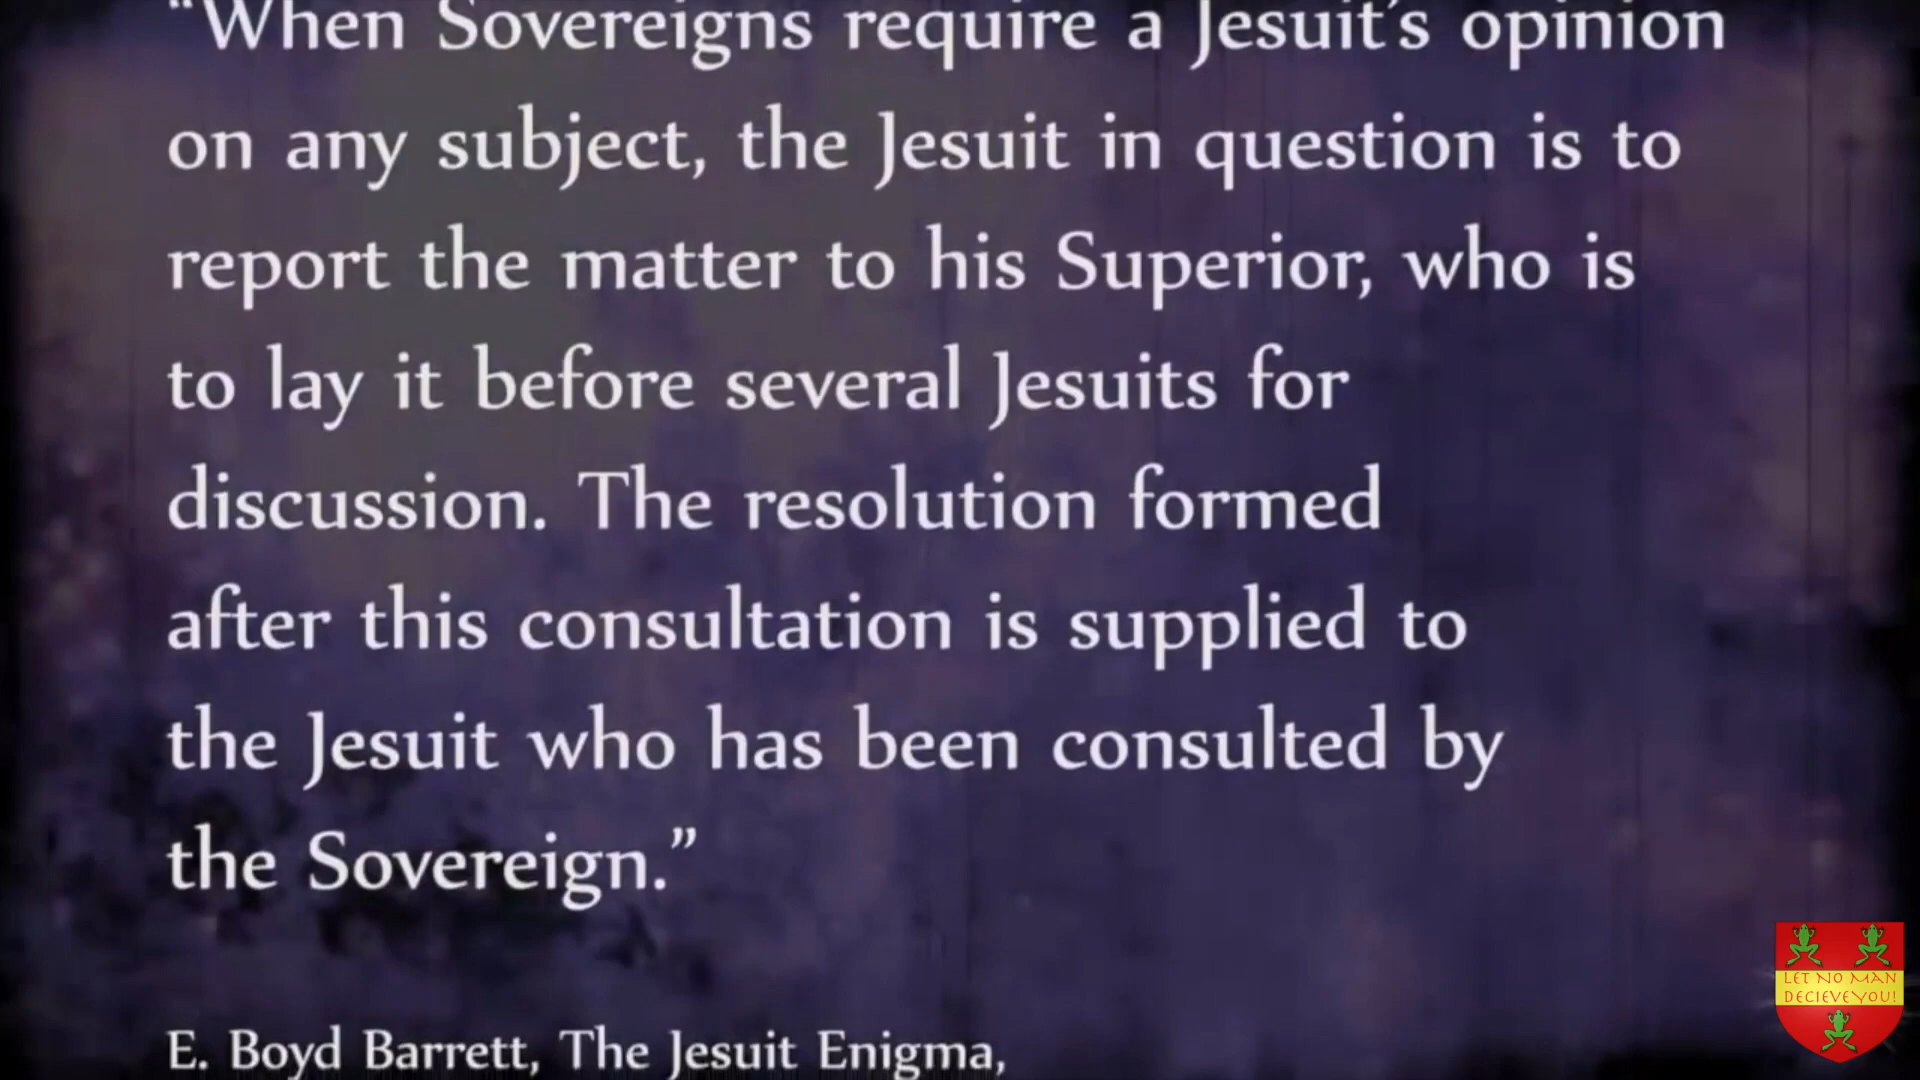 “When Sovereigns require a Jesuit’s opinion
on any subject, the Jesuit in question is to
report the matter to his Superior, who is
to lay it before several Jesuits for
discussion. The resolution formed
after this consultation is supplied to
the Jesuit who has been consulted by
the Sovereign.”
LET NO MAN
DECIEVE YOU!
E. Boyd Barrett, The Jesuit Enigma,